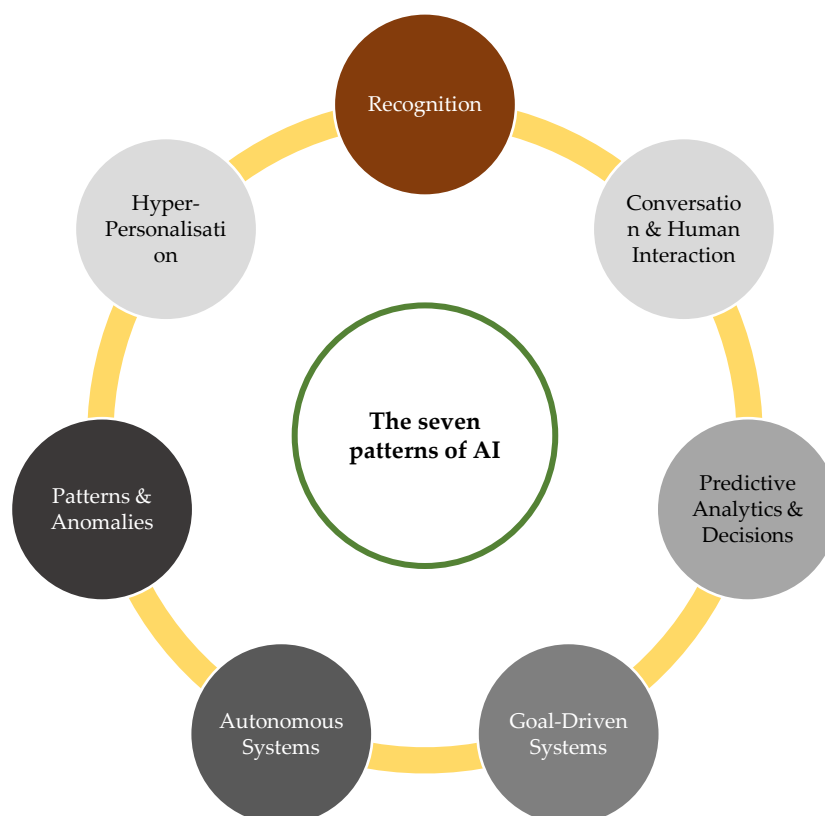 Recognition
Conversatio
n & Human
Interaction
Predictive
Analytics &
Decisions
Goal-Driven
Systems
Autonomous
Systems
Patterns &
Anomalies
Hyper-
Personalisati
on
The seven
patterns of AI